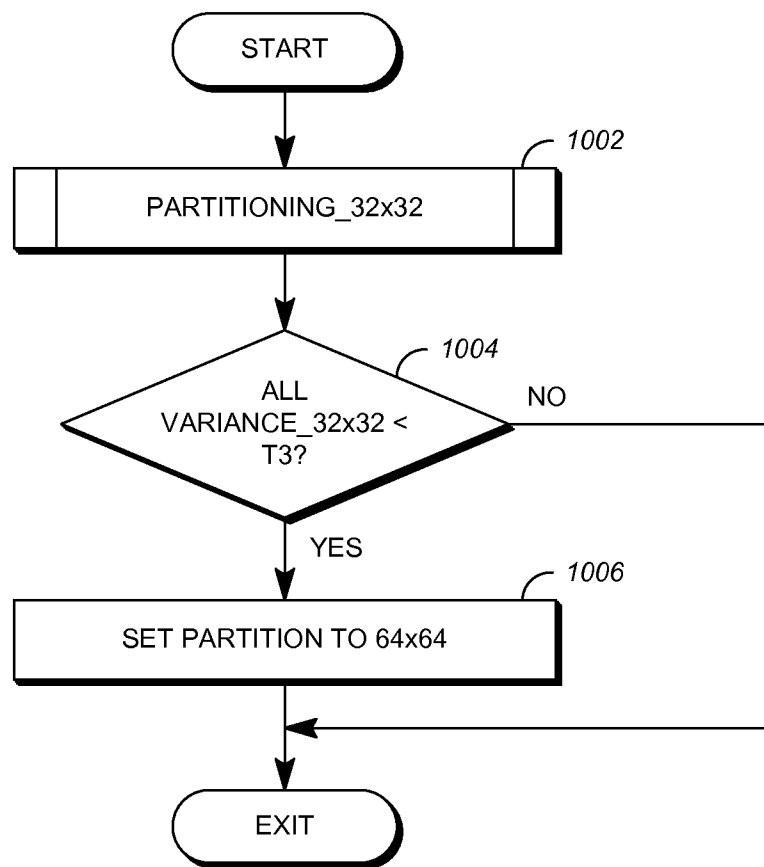 START
1002
PARTITIONING_32x32
1004
ALL
VARIANCE_32x32 <
T3?
NO
YES
1006
SET PARTITION TO 64x64
EXIT